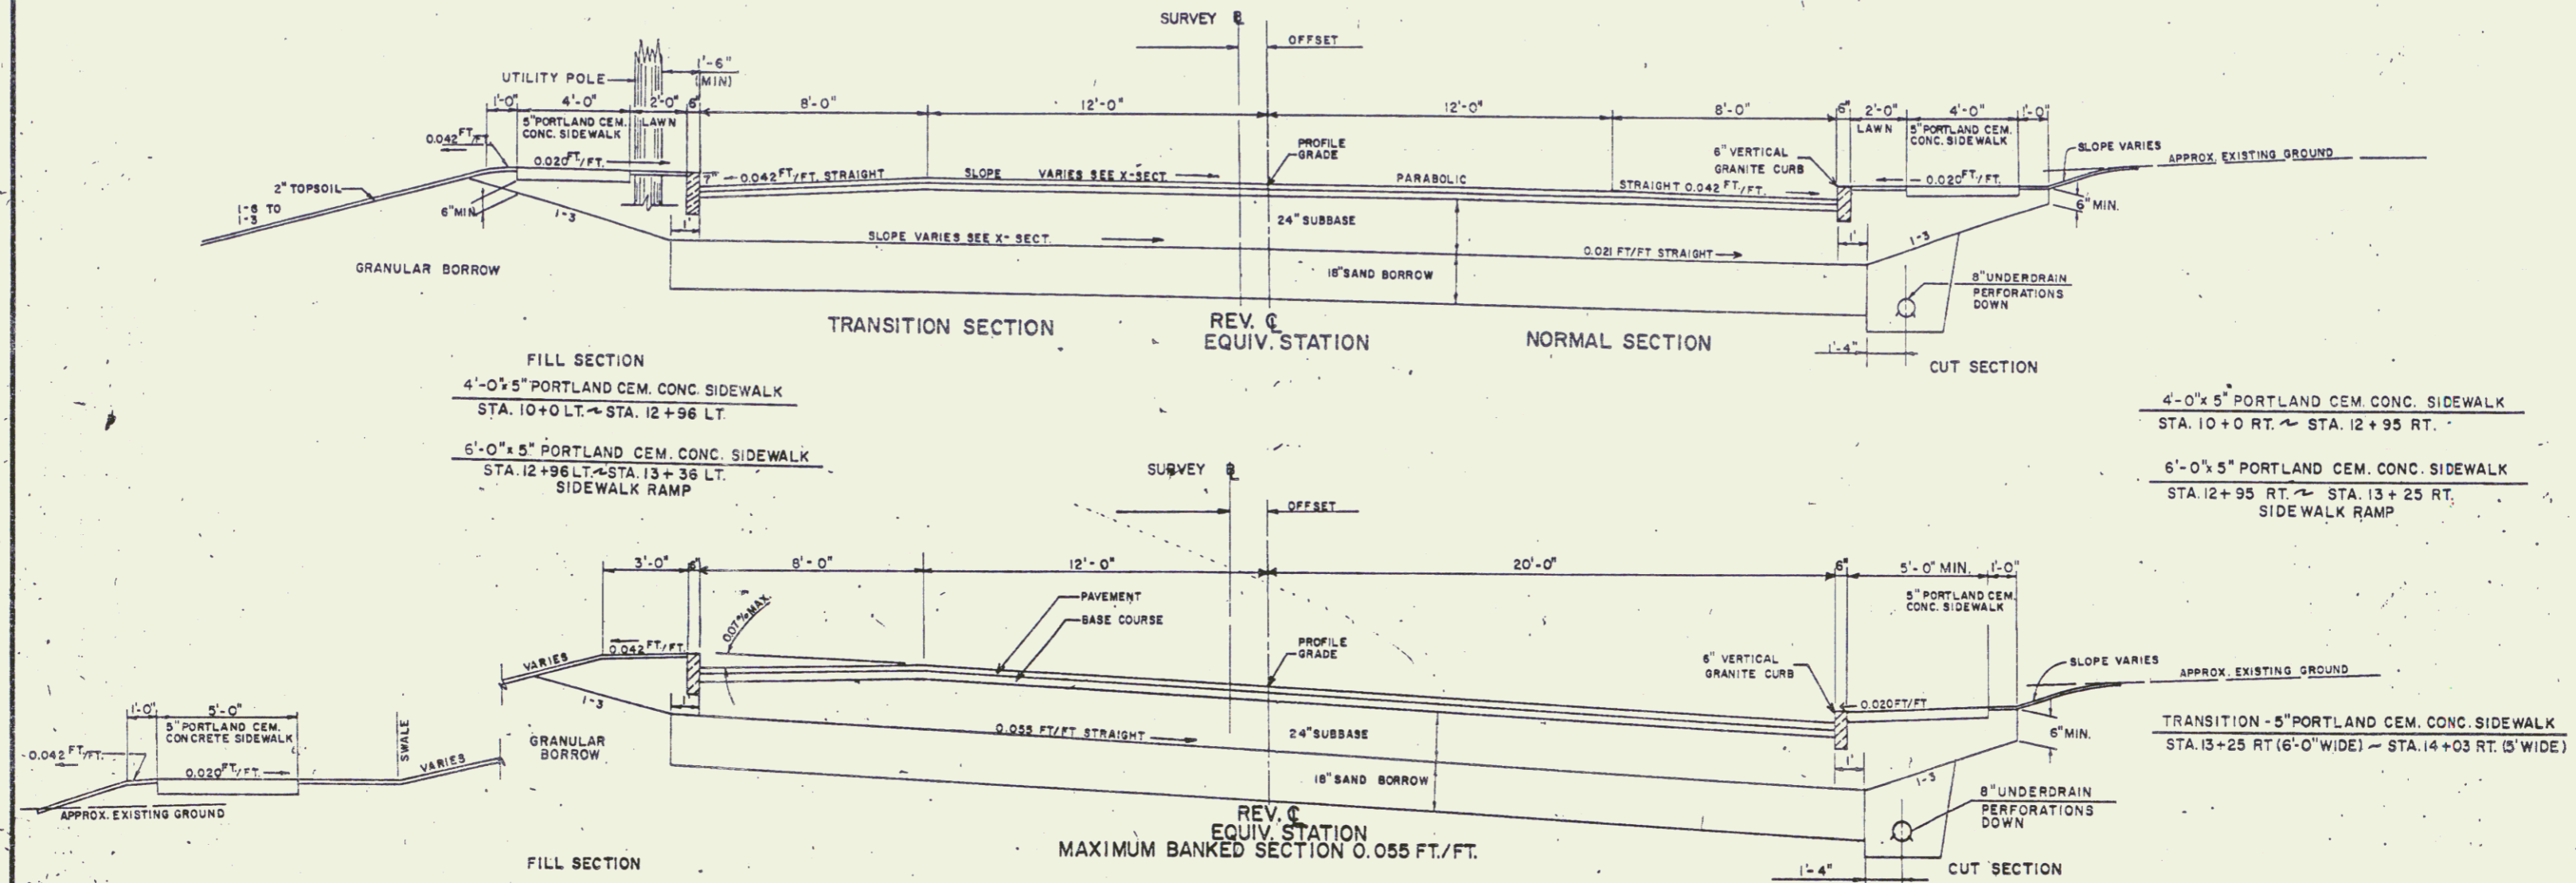 SURVEY ℄
OFFSET
1'-6"
(MIN)
UTILITY POLE
1'-0" 4'-0" 2'-0" 6" 8'-0" 12'-0" 12'-0" 8'-0" 6" 2'-0" 4'-0" 1'-0"
5" PORTLAND CEM.
CONC. SIDEWALK
LAWN
LAWN
5" PORTLAND CEM.
CONC. SIDEWALK
0.042 FT./FT.
0.020 FT./FT.
PROFILE
GRADE
6" VERTICAL
GRANITE CURB
SLOPE VARIES
APPROX. EXISTING GROUND
2" TOPSOIL
7"
0.042 FT./FT. STRAIGHT
SLOPE VARIES SEE X-SECT.
PARABOLIC
STRAIGHT 0.042 FT./FT.
0.020 FT./FT.
1-6 TO
1-3
6" MIN.
1-3
1'
24" SUBBASE
6" MIN.
SLOPE VARIES SEE X-SECT.
0.021 FT/FT STRAIGHT
1'
1-3
GRANULAR BORROW
18" SAND BORROW
8" UNDERDRAIN
PERFORATIONS
DOWN
TRANSITION SECTION
REV. ℄
EQUIV. STATION
NORMAL SECTION
1'-4"
CUT SECTION
FILL SECTION
4'-0" x 5" PORTLAND CEM. CONC. SIDEWALK
STA. 10+0 LT. ~ STA. 12+96 LT.
6'-0" x 5" PORTLAND CEM. CONC. SIDEWALK
STA. 12+96 LT. ~ STA. 13+36 LT.
SIDEWALK RAMP
4'-0" x 5" PORTLAND CEM. CONC. SIDEWALK
STA. 10+0 RT. ~ STA. 12+95 RT.
6'-0" x 5" PORTLAND CEM. CONC. SIDEWALK
STA. 12+95 RT. ~ STA. 13+25 RT.
SIDEWALK RAMP
SURVEY
OFFSET
3'-0" 6" 8'-0" 12'-0" 20'-0" 6" 5'-0" MIN. 1'-0"
5" PORTLAND CEM.
CONC. SIDEWALK
PAVEMENT
BASE COURSE
MAX.
PROFILE
GRADE
0.042 FT./FT.
VARIES
6" VERTICAL
GRANITE CURB
SLOPE VARIES
APPROX. EXISTING GROUND
1-3
1'
0.020 FT/FT
1'-0" 5'-0"
5" PORTLAND CEM.
CONCRETE SIDEWALK
SWALE
GRANULAR
BORROW
0.055 FT/FT STRAIGHT
24" SUBBASE
6" MIN.
TRANSITION - 5" PORTLAND CEM. CONC. SIDEWALK
STA. 13+25 RT (6'-0" WIDE) ~ STA. 14+03 RT. (5' WIDE)
0.042 FT./FT.
0.020 FT./FT.
VARIES
18" SAND BORROW
1'
1-3
APPROX. EXISTING GROUND
8" UNDERDRAIN
PERFORATIONS
DOWN
REV. ℄
EQUIV. STATION
MAXIMUM BANKED SECTION 0.055 FT./FT.
FILL SECTION
1'-4"
CUT SECTION